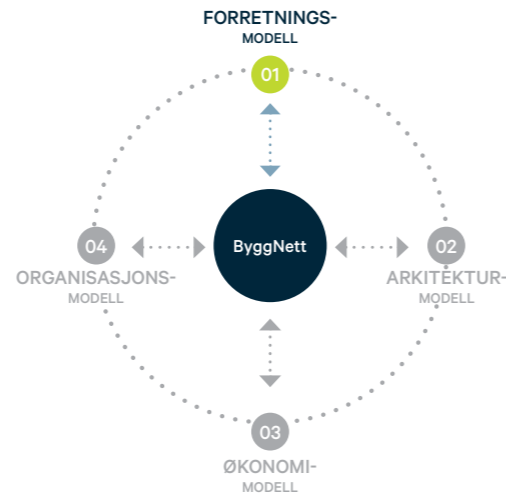 FORRETNINGS-
MODELL
01
04
ByggNett
02
ORGANISASJONS-
MODELL
ARKITEKTUR-
MODELL
03
ØKONOMI-
MODELL